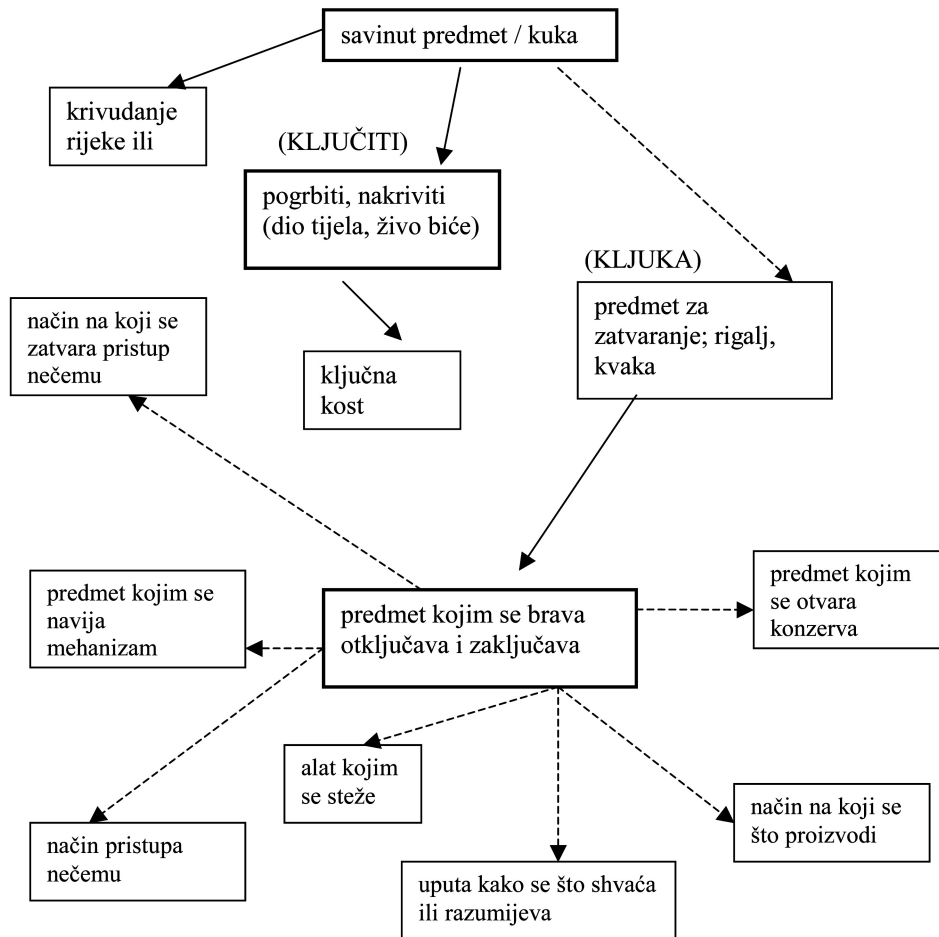 savinut predmet / kuka
krivudanje
rijeke ili
(KLJUČITI)
pogrbiti, nakriviti
(dio tijela, živo biće)
(KLJUKA)
predmet za
zatvaranje; rigalj,
kvaka
način na koji se
zatvara pristup
nečemu
ključna
kost
predmet kojim
se otvara
konzerva
predmet kojim se
navija
mehanizam
predmet kojim se brava
otključava i zaključava
alat kojim
se steže
način na koji se
što proizvodi
način pristupa
nečemu
uputa kako se što shvaća
ili razumijeva